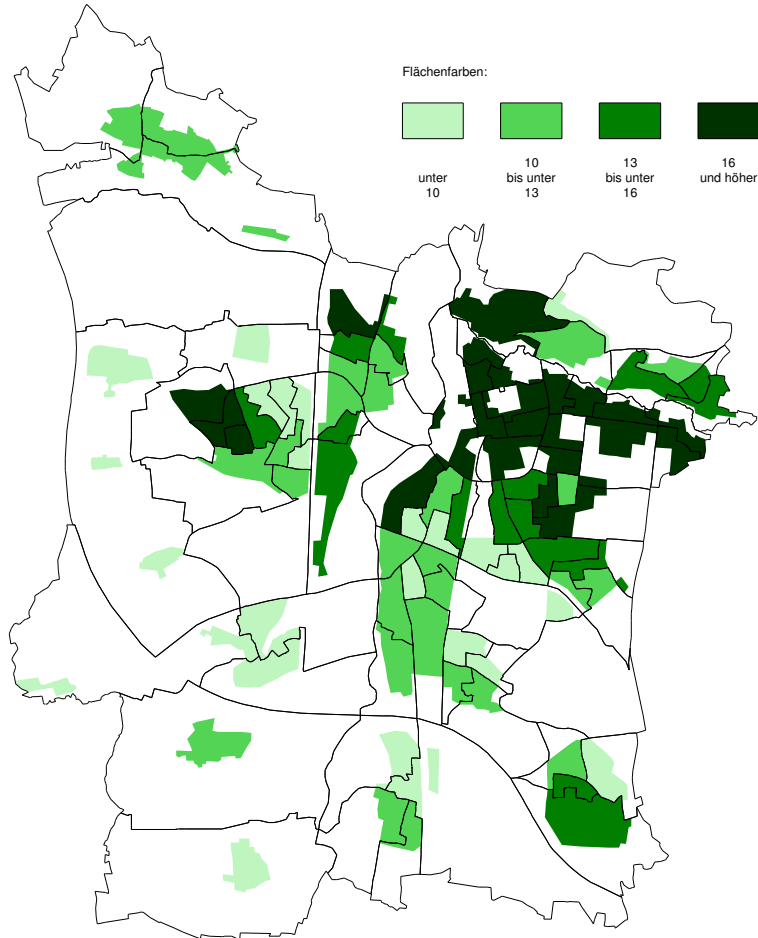 Flächenfarben:
unter
10
10
bis unter
13
13
bis unter
16
16
und höher